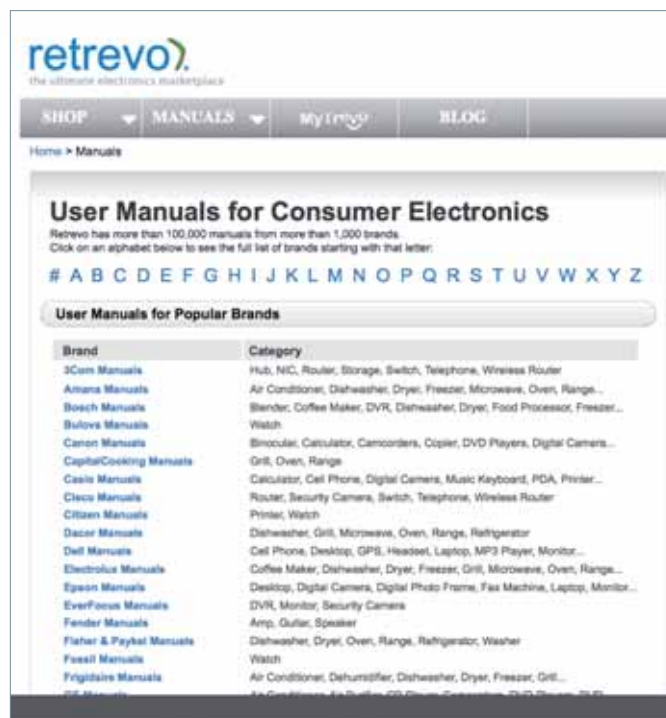 retrevo
the ultimate electronics marketplace
SHOP MANUALS BLOG
Home > Manuals
User Manuals for Consumer Electronics
Retrevo has more than 100,000 manuals from more than 1,000 brands.
Click on an alphabet below to see the full list of brands starting with that letter:
# A B C D E F G H I J K L M N O P Q R S T U V W X Y Z
User Manuals for Popular Brands
Brand Category
3Com Manuals Hub, NIC, Router, Storage, Switch, Telephone, Wireless Router
Amana Manuals Air Conditioner, Dishwasher, Dryer, Freezer, Microwave, Oven, Range...
Bosch Manuals Blender, Coffee Maker, DVR, Dishwasher, Dryer, Food Processor, Freezer...
Bulova Manuals Watch
Canon Manuals Binocular, Calculator, Camcorders, Copier, DVD Players, Digital Camera...
CapitalCooking Manuals Grill, Oven, Range
Casio Manuals Calculator, Cell Phone, Digital Camera, Music Keyboard, PDA, Printer...
Cisco Manuals Router, Security Camera, Switch, Telephone, Wireless Router
Citizen Manuals Printer, Watch
Dacor Manuals Dishwasher, Grill, Microwave, Oven, Range, Refrigerator
Dell Manuals Cell Phone, Desktop, GPS, Headset, Laptop, MP3 Player, Monitor...
Electrolux Manuals Coffee Maker, Dishwasher, Dryer, Freezer, Grill, Microwave, Oven, Range...
Epson Manuals Desktop, Digital Camera, Digital Photo Frame, Fax Machine, Laptop, Monitor...
EverFocus Manuals DVR, Monitor, Security Camera
Fender Manuals Amp, Guitar, Speaker
Fisher & Paykel Manuals Dishwasher, Dryer, Oven, Range, Refrigerator, Washer
Fossil Manuals Watch
Frigidaire Manuals Air Conditioner, Dehumidifier, Dishwasher, Dryer, Freezer, Grill...